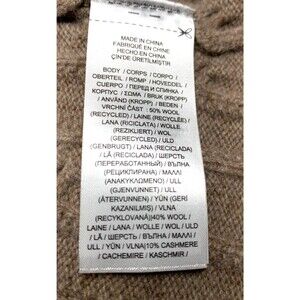 MADE IN CHINA
FABRIQUÉ EN CHINE
HECHO EN CHINA
ÇİN'DE ÜRETİLMİŞTİR
BODY / CORPS / CORPO /
OBERTEIL / ROMP / HOVEDDEL /
CUERPO / ПЕРЕД И СПИНКА /
KORPUS / ΣΩΜΑ / BRUK (KROPP)
/ ANVÄND (KROPP) / BEDEN /
VRCHNÍ ČÁST : 50% WOOL
(RECYCLED) / LAINE (RECYCLÉE) /
LANA (RICICLATA) / WOLLE
(REZIKLIERT) / WOL
(GERECYCLED) / ULD
(GENBRUGT) / LANA (RECICLADA)
/ LÃ (RECICLADA) / ШЕРСТЬ
(ПЕРЕРАБОТАННЫЙ) / ВЪЛНА
(РЕЦИКЛИРАНА) / ΜΑΛΛΙ
(ΑΝΑΚΥΚΛΩΜΕΝΟ) / ULL
(GJENVUNNET) / ULL
(ÅTERVUNNEN) / YÜN (GERİ
KAZANILMIŞ) / VLNA
(RECYKLOVANÁ)|40% WOOL /
LAINE / LANA / WOLLE / WO / ULD
/ LÃ / ШЕРСТЬ / ВЪЛНА / ΜΑΛΛΙ
/ ULL / YÜN / VLNA|10% CASHMERE
/ CACHEMIRE / KASCHMIR /